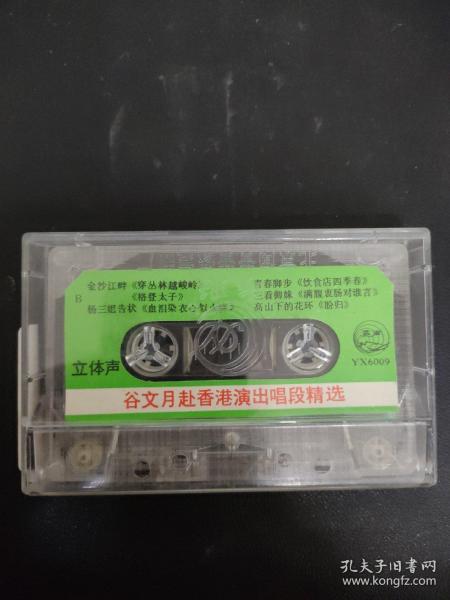 金沙江畔《穿丛林越峻岭》
《格登太子》
B
杨三姐告状《血泪染衣心似火烧》
青春脚步《饮食店四季春》
三看御妹《满腹衷肠对谁言》
高山下的花环《盼归》
立体声
YX6009
谷文月赴香港演出唱段精选
孔夫子旧书网
www.kongfz.com